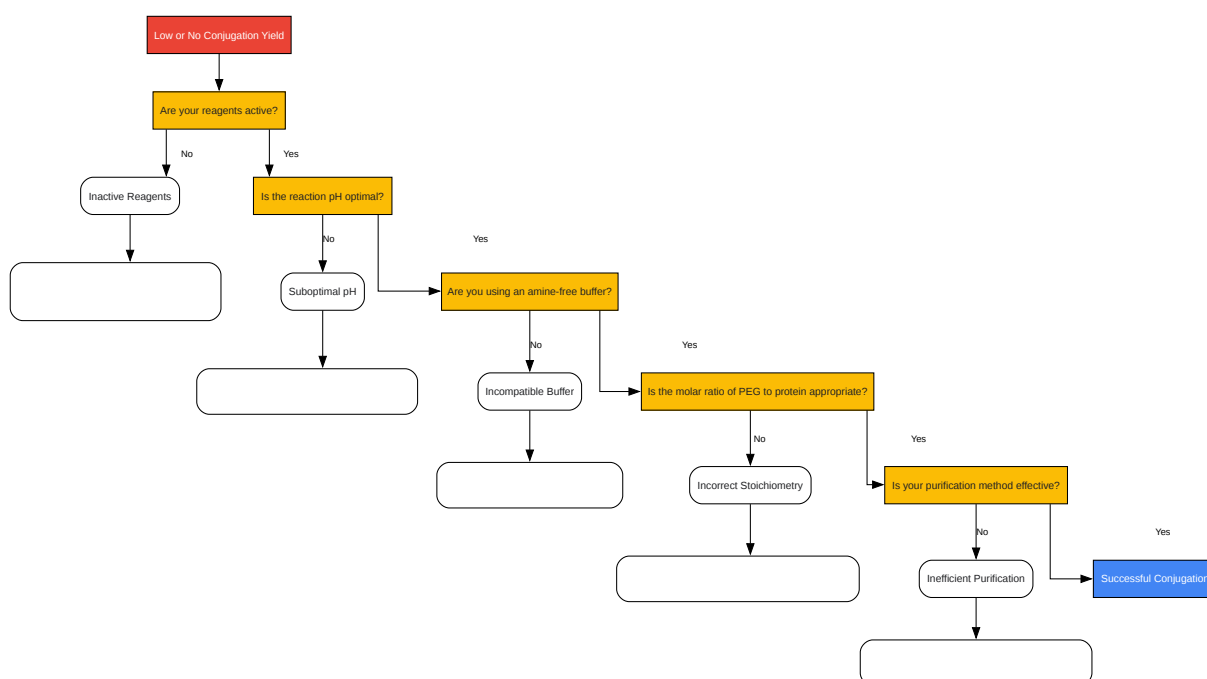 Low or No Conjugation Yield
Are your reagents active?
No
Yes
Inactive Reagents
Is the reaction pH optimal?
No
Yes
Suboptimal pH
Are you using an amine-free buffer?
No
Yes
Incompatible Buffer
Is the molar ratio of PEG to protein appropriate?
No
Yes
Incorrect Stoichiometry
Is your purification method effective?
No
Yes
Inefficient Purification
Successful Conjugation